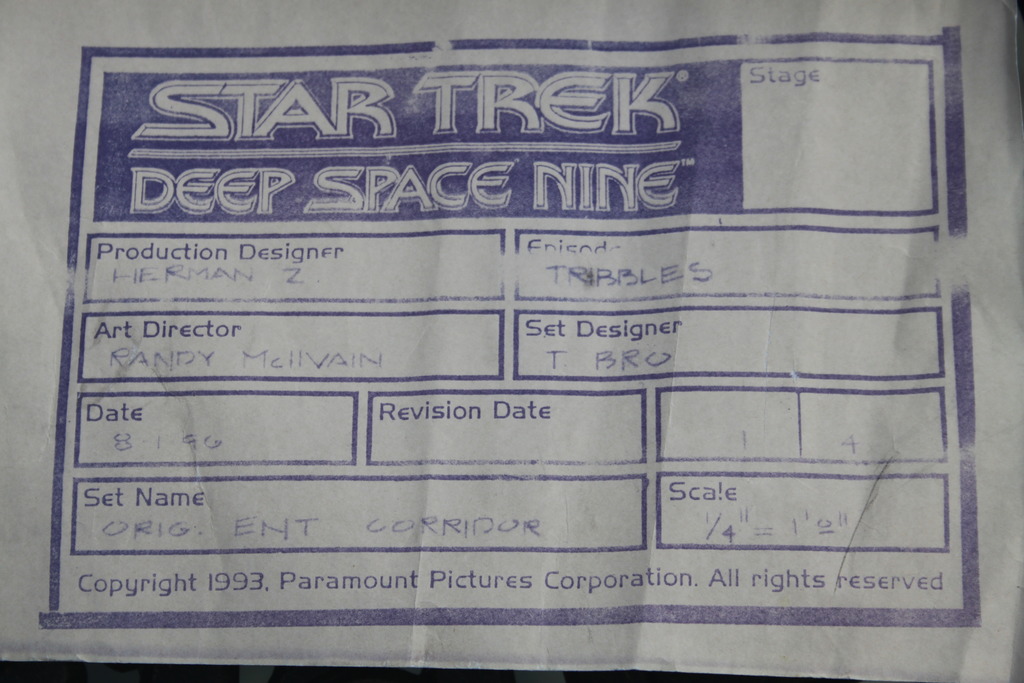 STAR TREK®
DEEP SPACE NINE™
Stage
Production Designer
HERMAN Z
Episode
TRIBBLES
Art Director
RANDY McIlVAIN
Set Designer
T. BRO
Date
8-1-96
Revision Date
1 4
Set Name
ORIG. ENT CORRIDOR
Scale
1/4" = 1'0"
Copyright 1993, Paramount Pictures Corporation. All rights reserved